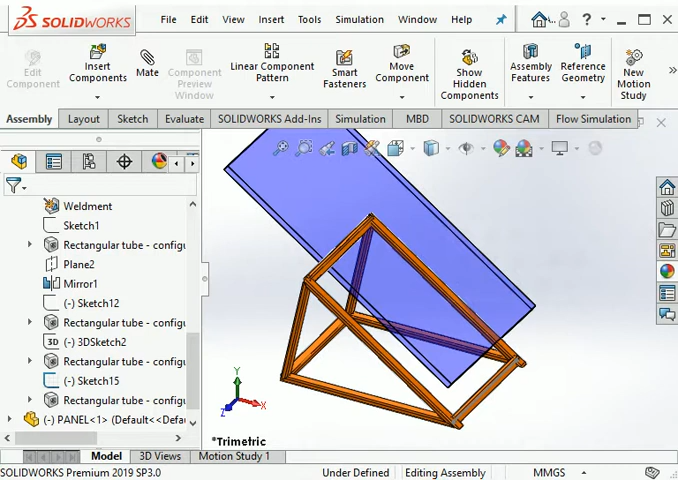 SOLIDWORKS File Edit View Insert Tools Simulation Window Help ... ?
Edit Component
Insert Components
Mate
Component Preview Window
Linear Component Pattern
Smart Fasteners
Move Component
Show Hidden Components
Assembly Features
Reference Geometry
New Motion Study
Assembly Layout Sketch Evaluate SOLIDWORKS Add-Ins Simulation MBD SOLIDWORKS CAM Flow Simulation
Weldment
Sketch1
Rectangular tube - configu
Plane2
Mirror1
(-) Sketch12
Rectangular tube - configu
3D (-) 3DSketch2
Rectangular tube - configu
(-) Sketch15
Rectangular tube - configu
(-) PANEL<1> (Default<<Defau
Y
X
Z
*Trimetric
Model 3D Views Motion Study 1
SOLIDWORKS Premium 2019 SP3.0 Under Defined Editing Assembly MMGS